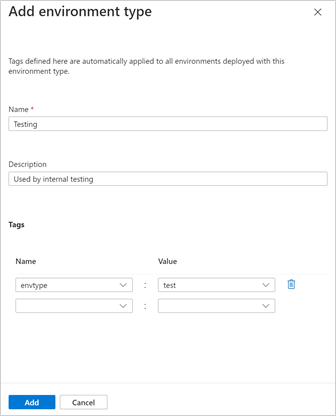 Add environment type
Tags defined here are automatically applied to all environments deployed with this
environment type.
Name *
Testing
Description
Used by internal testing
Tags
Name Value
envtype : test
:
Add Cancel